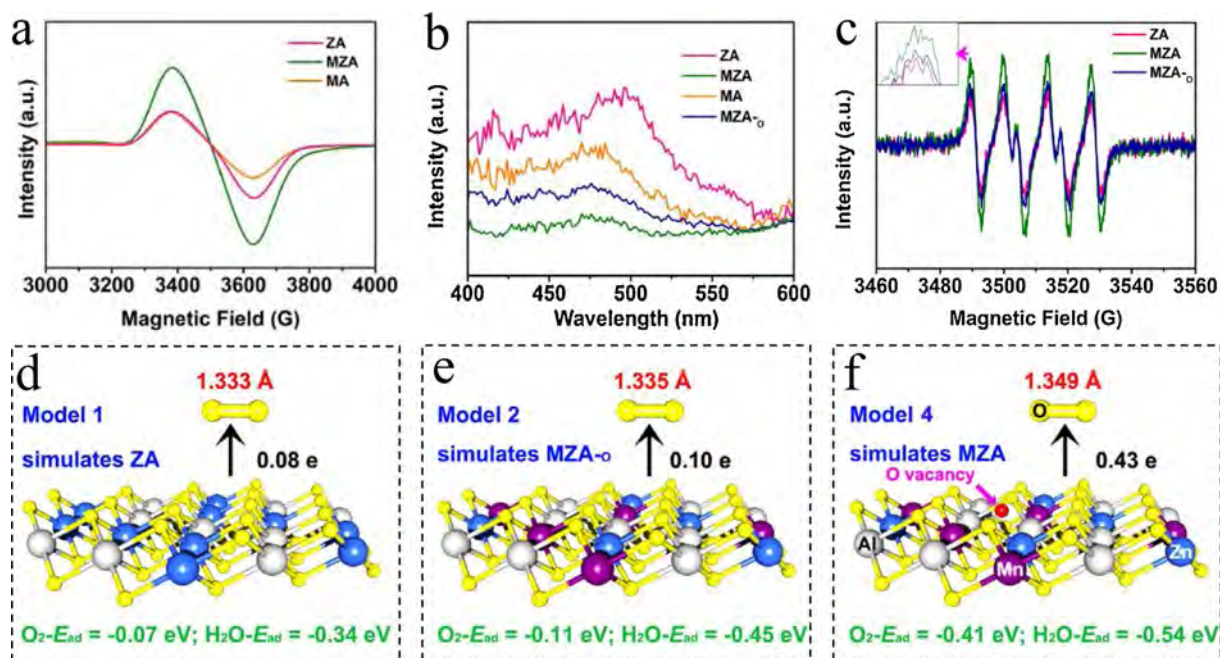 a
ZA
MZA
MA
Intensity (a.u.)
3000 3200 3400 3600 3800 4000
Magnetic Field (G)
b
ZA
MZA
MA
MZA-o
Intensity (a.u.)
400 450 500 550 600
Wavelength (nm)
c
ZA
MZA
MZA-o
Intensity (a.u.)
3460 3480 3500 3520 3540 3560
Magnetic Field (G)
d
1.333 Å
Model 1
simulates ZA
0.08 e
O₂-Ead = -0.07 eV; H₂O-Ead = -0.34 eV
e
1.335 Å
Model 2
simulates MZA-o
0.10 e
O₂-Ead = -0.11 eV; H₂O-Ead = -0.45 eV
f
1.349 Å
O
Model 4
simulates MZA
0.43 e
O vacancy
Al
Zn
Mn
O₂-Ead = -0.41 eV; H₂O-Ead = -0.54 eV